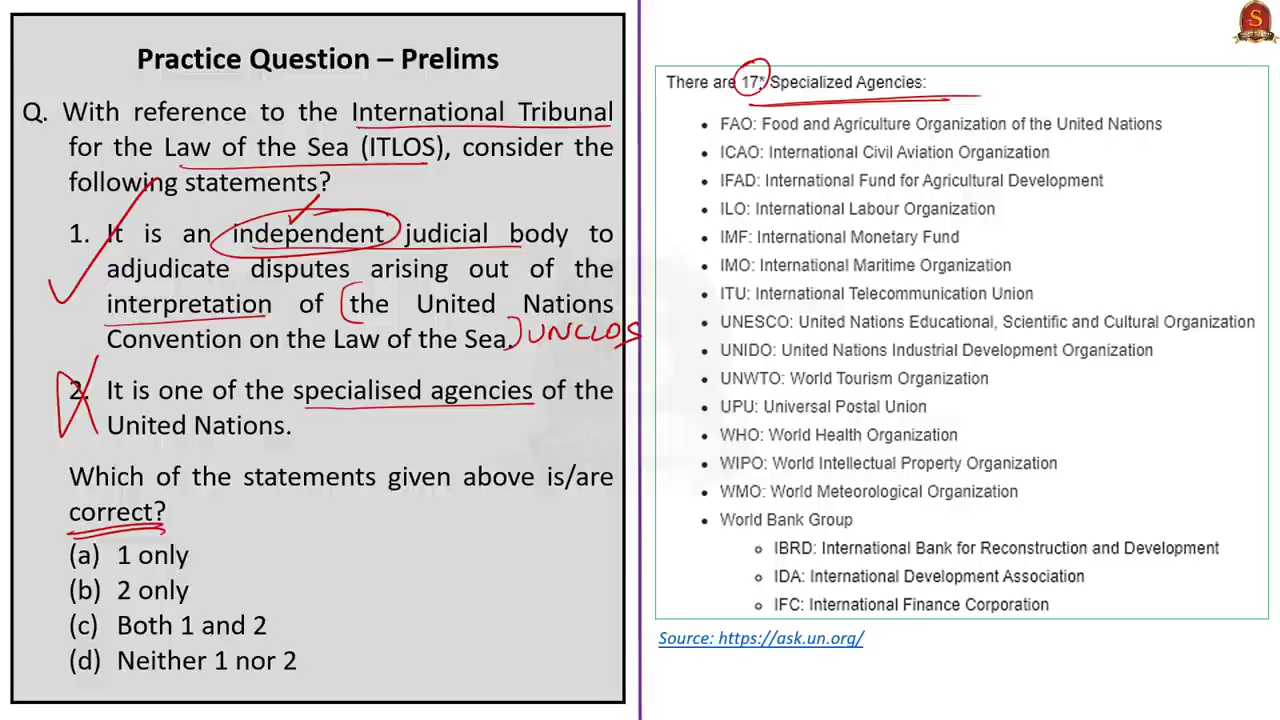 Practice Question – Prelims
Q. With reference to the International Tribunal
for the Law of the Sea (ITLOS), consider the
following statements?
1. It is an independent judicial body to
adjudicate disputes arising out of the
interpretation of (the United Nations
Convention on the Law of the Sea.) UNCLOS
2. It is one of the specialised agencies of the
United Nations.
Which of the statements given above is/are
correct?
(a) 1 only
(b) 2 only
(c) Both 1 and 2
(d) Neither 1 nor 2
There are 17* Specialized Agencies:
• FAO: Food and Agriculture Organization of the United Nations
• ICAO: International Civil Aviation Organization
• IFAD: International Fund for Agricultural Development
• ILO: International Labour Organization
• IMF: International Monetary Fund
• IMO: International Maritime Organization
• ITU: International Telecommunication Union
• UNESCO: United Nations Educational, Scientific and Cultural Organization
• UNIDO: United Nations Industrial Development Organization
• UNWTO: World Tourism Organization
• UPU: Universal Postal Union
• WHO: World Health Organization
• WIPO: World Intellectual Property Organization
• WMO: World Meteorological Organization
• World Bank Group
◦ IBRD: International Bank for Reconstruction and Development
◦ IDA: International Development Association
◦ IFC: International Finance Corporation
Source: https://ask.un.org/
S